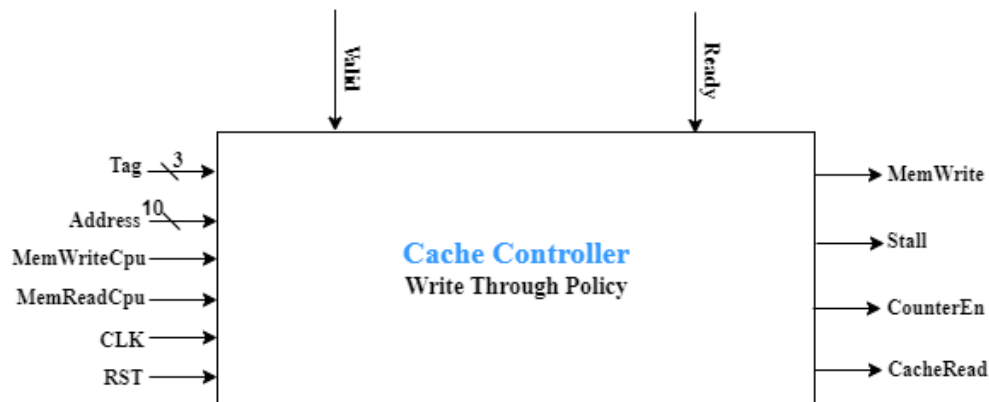 Valid
Ready
Tag
3
MemWrite
Address
10
Stall
MemWriteCpu
Cache Controller
Write Through Policy
MemReadCpu
CounterEn
CLK
CacheRead
RST